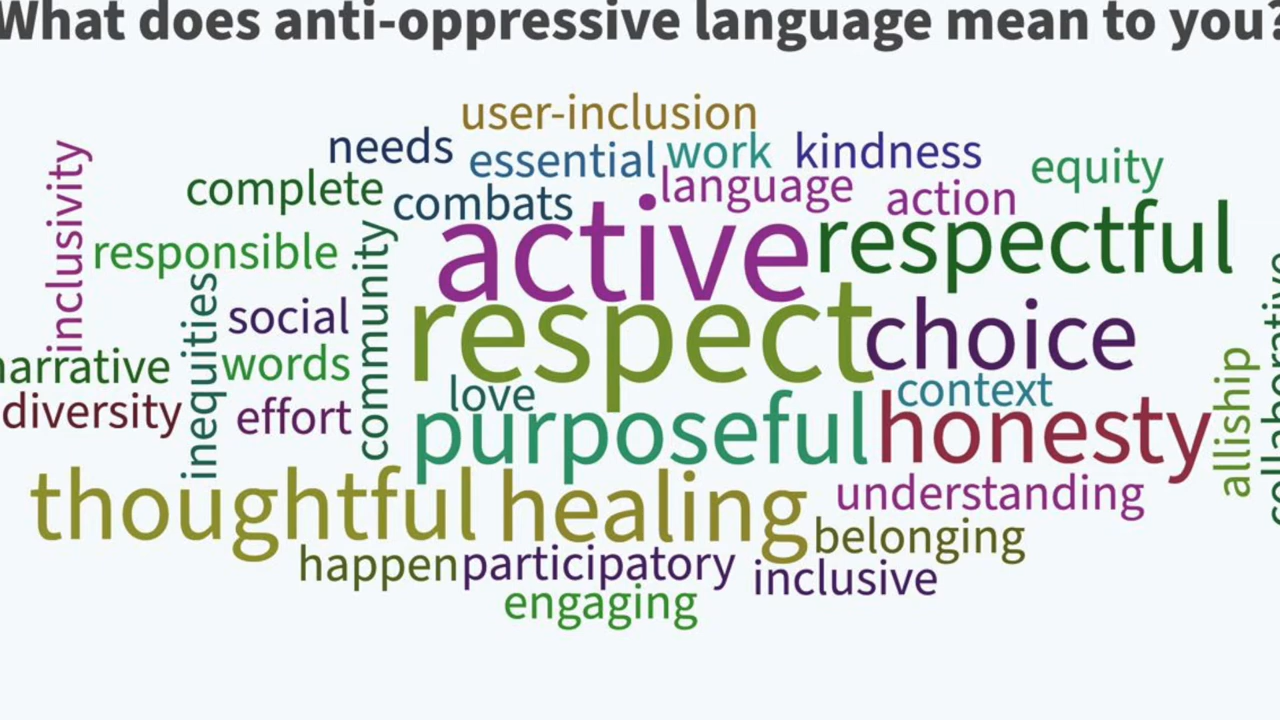 What does anti-oppressive language mean to you?
user-inclusion
needs
essential
work
kindness
equity
complete
combats
language
action
inclusivity
responsible
community
active
respectful
inequities
social
respect
choice
narrative
words
love
context
diversity
effort
purposeful
honesty
alliship
collaborative
thoughtful
healing
understanding
belonging
happen
participatory
inclusive
engaging